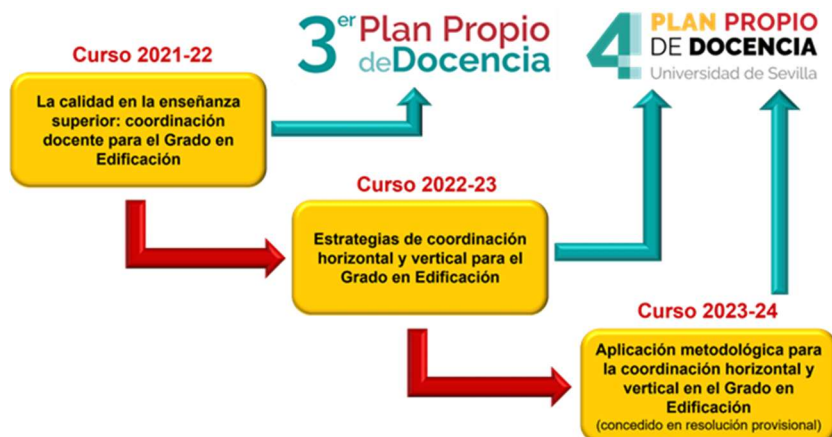 3er Plan Propio
de Docencia
4 PLAN PROPIO
DE DOCENCIA
Universidad de Sevilla
Curso 2021-22
La calidad en la enseñanza
superior: coordinación
docente para el Grado en
Edificación
Curso 2022-23
Estrategias de coordinación
horizontal y vertical para el
Grado en Edificación
Curso 2023-24
Aplicación metodológica para
la coordinación horizontal y
vertical en el Grado en
Edificación
(concedido en resolución provisional)